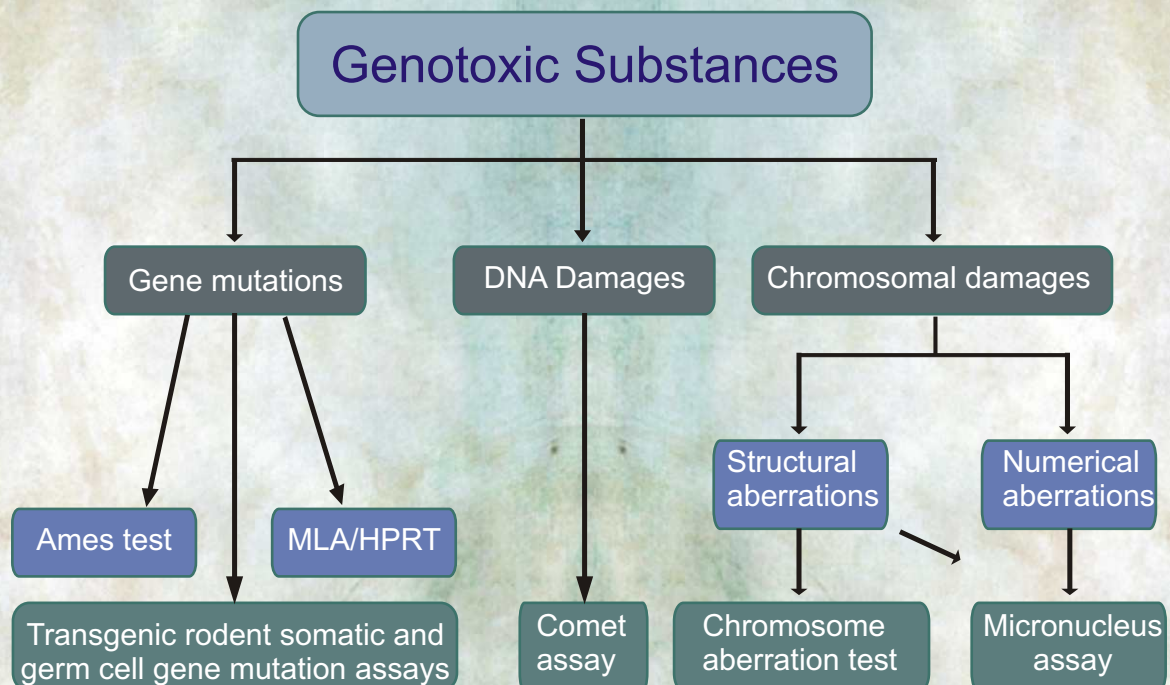 Genotoxic Substances
Gene mutations
DNA Damages
Chromosomal damages
Structural
aberrations
Numerical
aberrations
Ames test
MLA/HPRT
Transgenic rodent somatic and
germ cell gene mutation assays
Comet
assay
Chromosome
aberration test
Micronucleus
assay